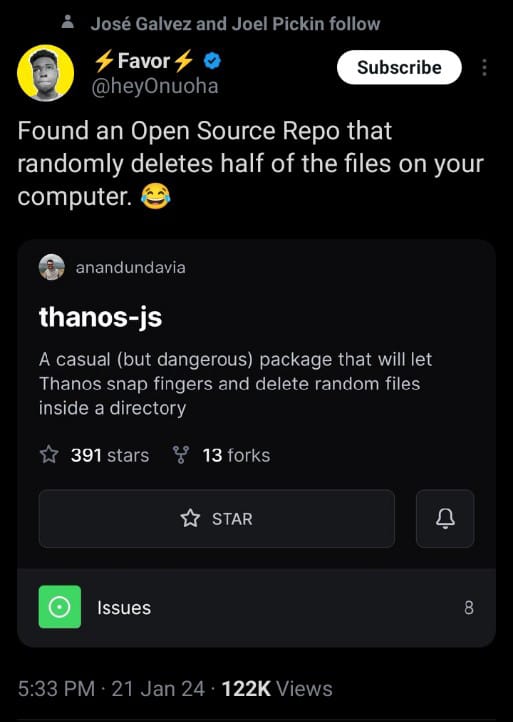 José Galvez and Joel Pickin follow
⚡Favor⚡
@heyOnuoha
Subscribe
Found an Open Source Repo that
randomly deletes half of the files on your
computer. 😂
anandundavia
thanos-js
A casual (but dangerous) package that will let
Thanos snap fingers and delete random files
inside a directory
391 stars 13 forks
STAR
Issues 8
5:33 PM · 21 Jan 24 · 122K Views